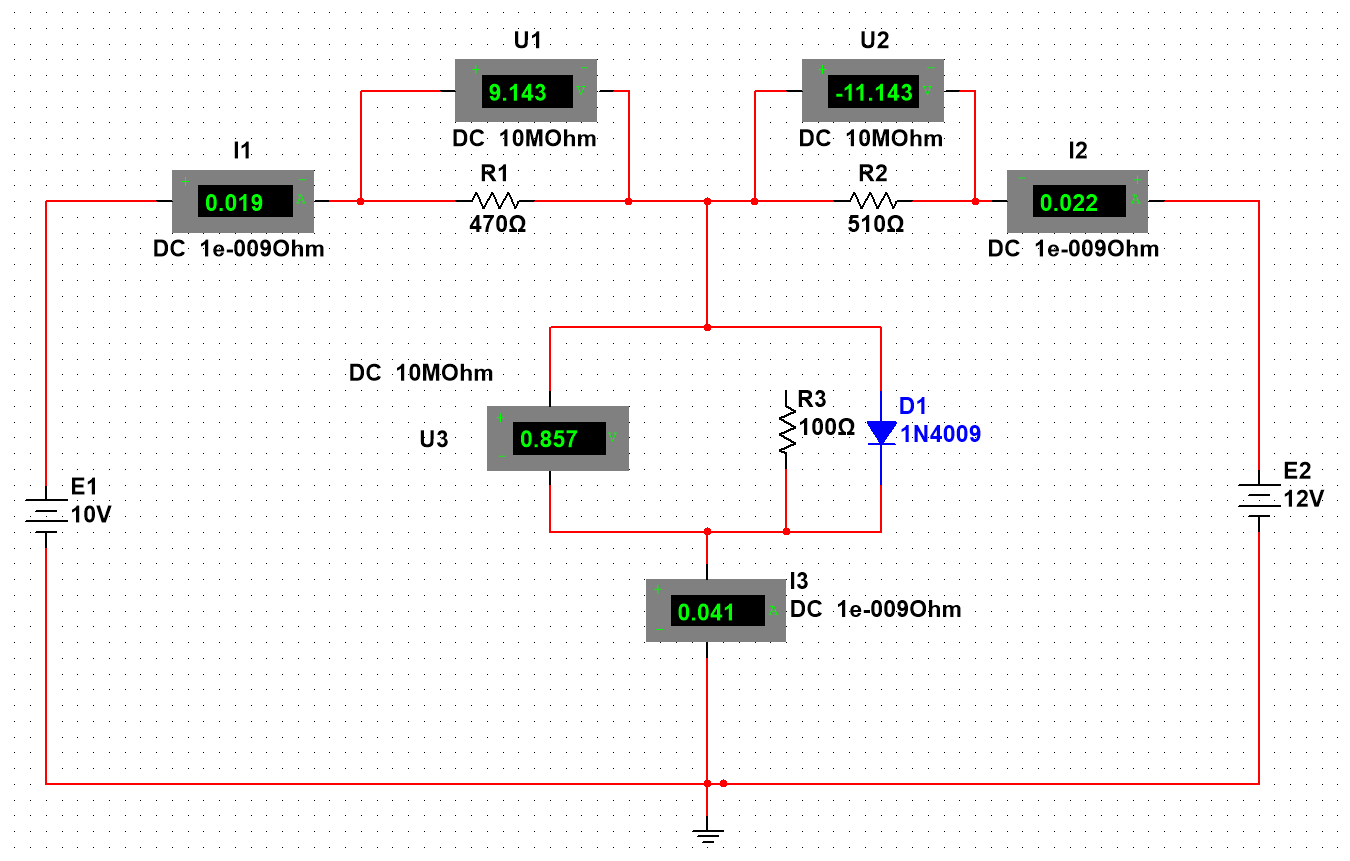 U1
U2
+ −
9.143 V
+ −
-11.143 V
DC 10MOhm
DC 10MOhm
I1
R1
R2
I2
+ −
0.019 A
− +
0.022 A
470Ω
510Ω
DC 1e-009Ohm
DC 1e-009Ohm
DC 10MOhm
U3
+
0.857 V
−
R3
100Ω
D1
1N4009
E1
10V
E2
12V
I3
DC 1e-009Ohm
+
0.041 A
−